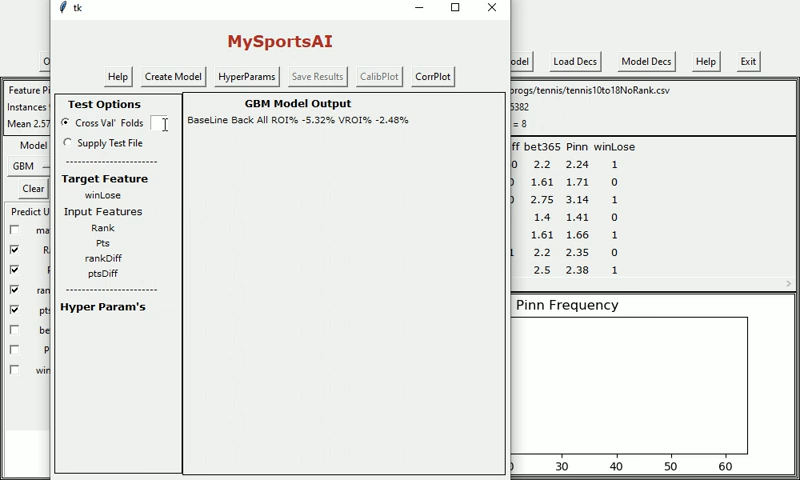 tk
MySportsAI
Help Create Model HyperParams Save Results CalibPlot CorrPlot
Test Options
Cross Val' Folds
Supply Test File
Target Feature
winLose
Input Features
Rank
Pts
rankDiff
ptsDiff
Hyper Param's
GBM Model Output
BaseLine Back All ROI% -5.32% VROI% -2.48%
Load Decs Model Decs Help Exit
Feature
Instances
Mean 2.57
Model
GBM
Clear
Predict
progs/tennis/tennis10to18NoRank.csv
5382
= 8
bet365 Pinn winLose
2.2 2.24 1
1.61 1.71 0
2.75 3.14 1
1.4 1.41 0
1.61 1.66 1
2.2 2.35 0
2.5 2.38 1
Pinn Frequency
30 40 50 60